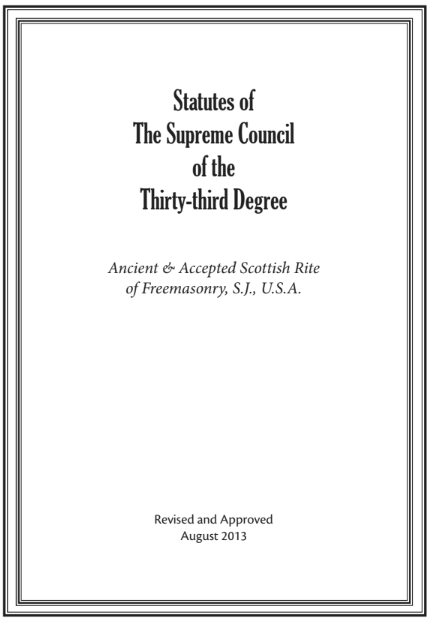 Statutes of
The Supreme Council
of the
Thirty-third Degree
Ancient & Accepted Scottish Rite
of Freemasonry, S.J., U.S.A.
Revised and Approved
August 2013